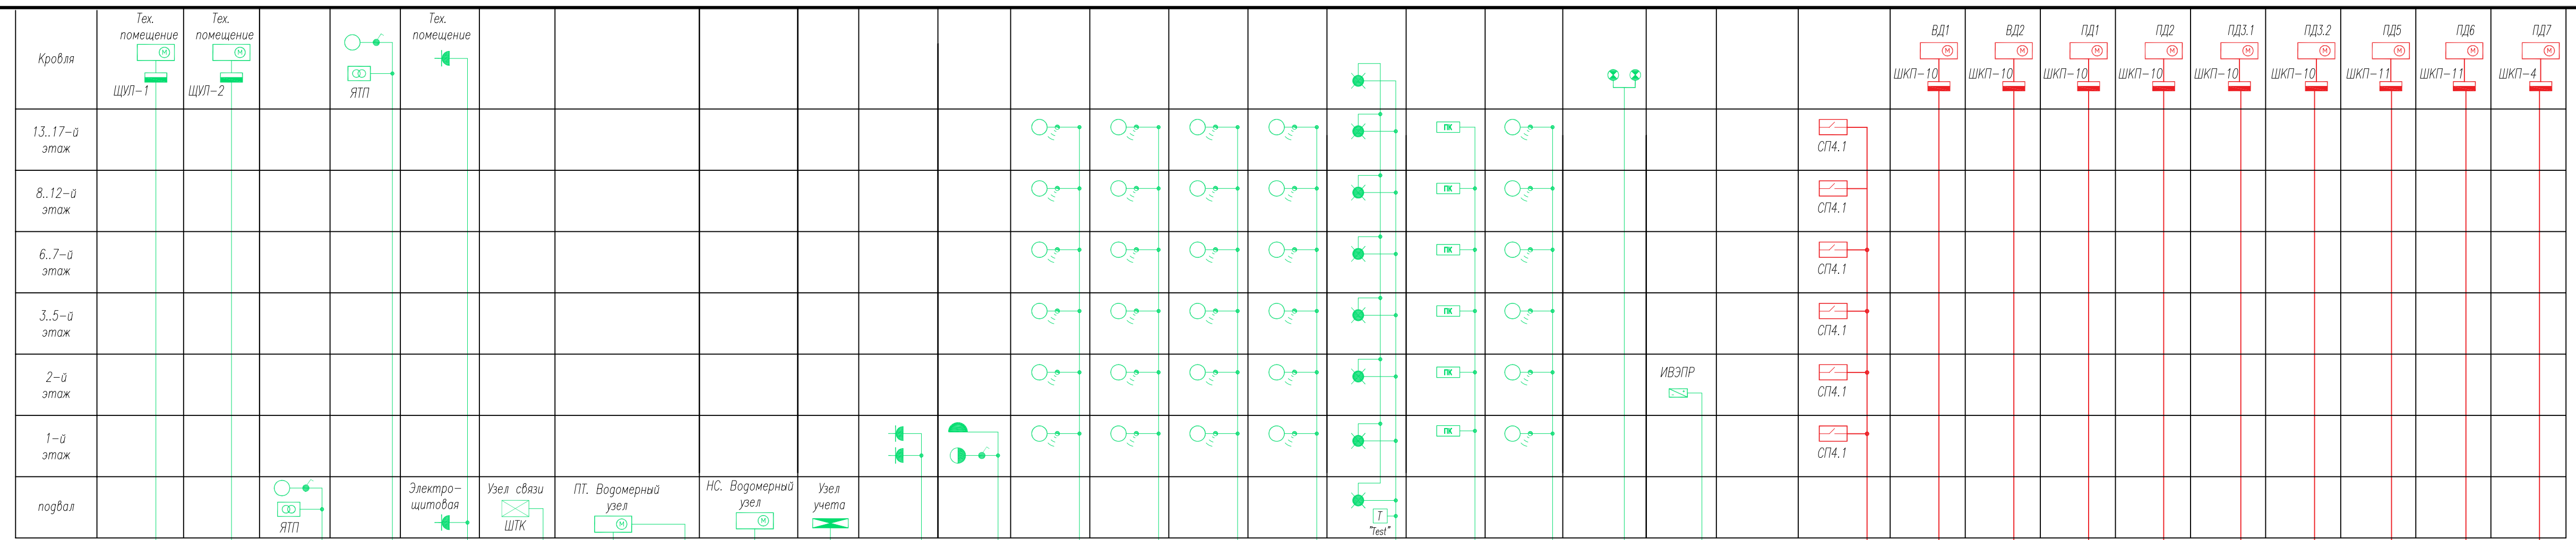 Тех.
помещение
М
ЩУЛ-1
Тех.
помещение
М
ЩУЛ-2
ЯТП
Тех.
помещение
Кровля
ВД1
М
ШКП-10
ВД2
М
ШКП-10
ПД1
М
ШКП-10
ПД2
М
ШКП-10
ПД3.1
М
ШКП-10
ПД3.2
М
ШКП-10
ПД5
М
ШКП-11
ПД6
М
ШКП-11
ПД7
М
ШКП-4
13..17-й
этаж
ПК
СП4.1
8..12-й
этаж
ПК
СП4.1
6..7-й
этаж
ПК
СП4.1
3..5-й
этаж
ПК
СП4.1
2-й
этаж
ПК
ИВЭПР
СП4.1
1-й
этаж
ПК
СП4.1
подвал
ЯТП
Электро-
щитовая
Узел связи
ШТК
ПТ. Водомерный
узел
М
НС. Водомерный
узел
М
Узел
учета
Т
"Test"